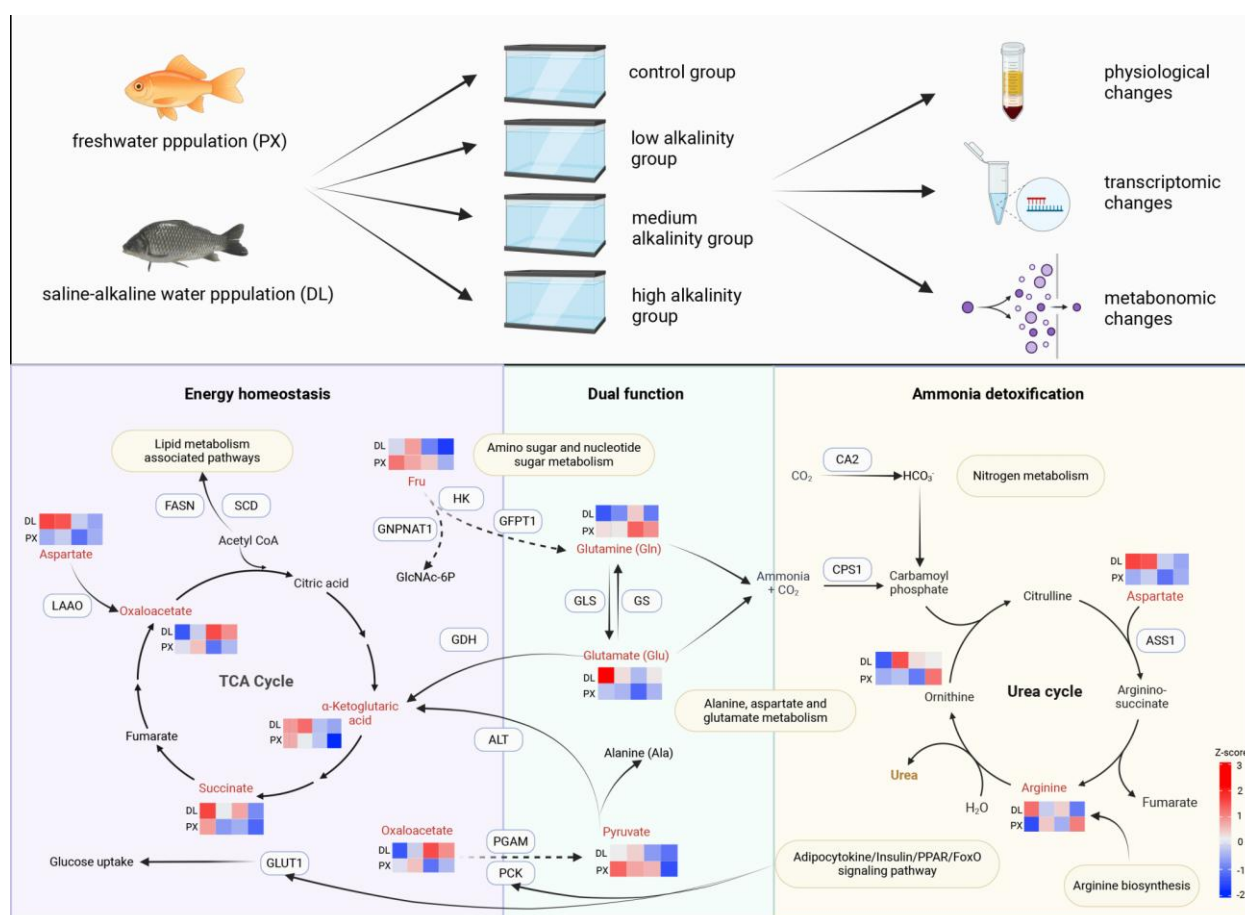 freshwater pppulation (PX)
saline-alkaline water pppulation (DL)
control group
low alkalinity
group
medium
alkalinity group
high alkalinity
group
physiological
changes
transcriptomic
changes
metabonomic
changes
Energy homeostasis
Lipid metabolism
associated pathways
FASN
SCD
Acetyl CoA
DL
PX
Aspartate
LAAO
Oxaloacetate
DL
PX
Citric acid
TCA Cycle
α-Ketoglutaric
acid
DL
PX
Fumarate
Succinate
DL
PX
Glucose uptake
GLUT1
DL
PX
Fru
HK
GNPNAT1
GlcNAc-6P
GDH
Oxaloacetate
DL
PX
Dual function
Amino sugar and nucleotide
sugar metabolism
GFPT1
DL
PX
Glutamine (Gln)
GLS
GS
Glutamate (Glu)
DL
PX
ALT
Alanine (Ala)
PGAM
PCK
Pyruvate
DL
PX
Ammonia detoxification
CO₂
CA2
HCO₃⁻
Nitrogen metabolism
Ammonia
+ CO₂
CPS1
Carbamoyl
phosphate
Citrulline
DL
PX
Aspartate
ASS1
DL
PX
Ornithine
Urea cycle
Arginino-
succinate
Alanine, aspartate and
glutamate metabolism
Urea
H₂O
Arginine
DL
PX
Fumarate
Adipocytokine/Insulin/PPAR/FoxO
signaling pathway
Arginine biosynthesis
Z-score
3
2
1
0
-1
-2